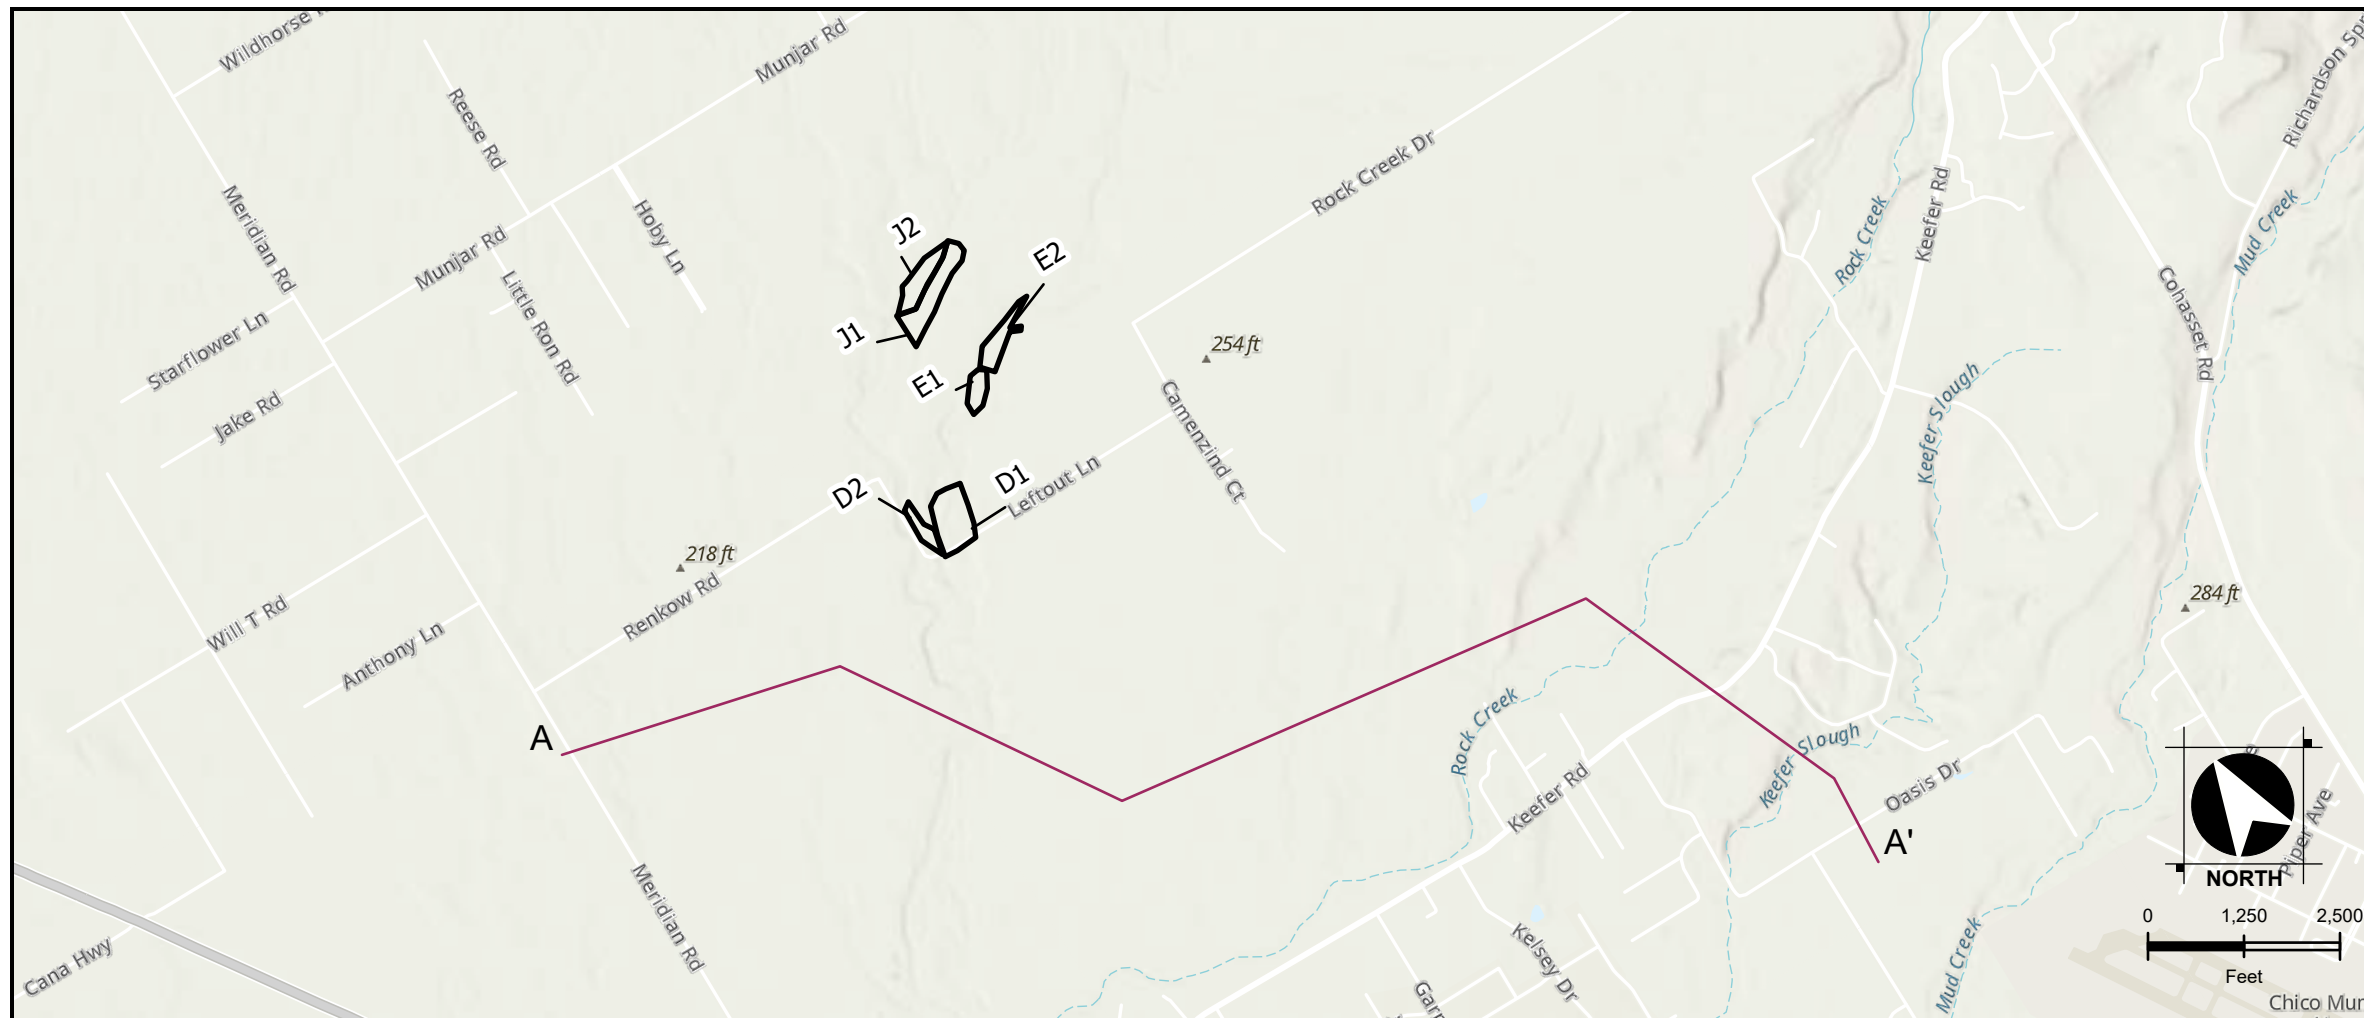 Wildhorse
Munjar Rd
Reese Rd
Richardson Spr
Rock Creek Dr
Keefer Rd
Rock Creek
Mud Creek
Meridian Rd
Hoby Ln
Munjar Rd
J2
E2
Little Ron Rd
Cohasset Rd
Starflower Ln
J1
254 ft
Jake Rd
E1
Camenzind Ct
Keefer Slough
D2
D1
Leftout Ln
218 ft
Renkow Rd
284 ft
Will T Rd
Anthony Ln
A
Rock Creek
Keefer Slough
Keefer Rd
Oasis Dr
A'
Piper Ave
NORTH
Meridian Rd
0 1,250 2,500
Feet
Cana Hwy
Kelsey Dr
Mud Creek
Garn
Chico Mun